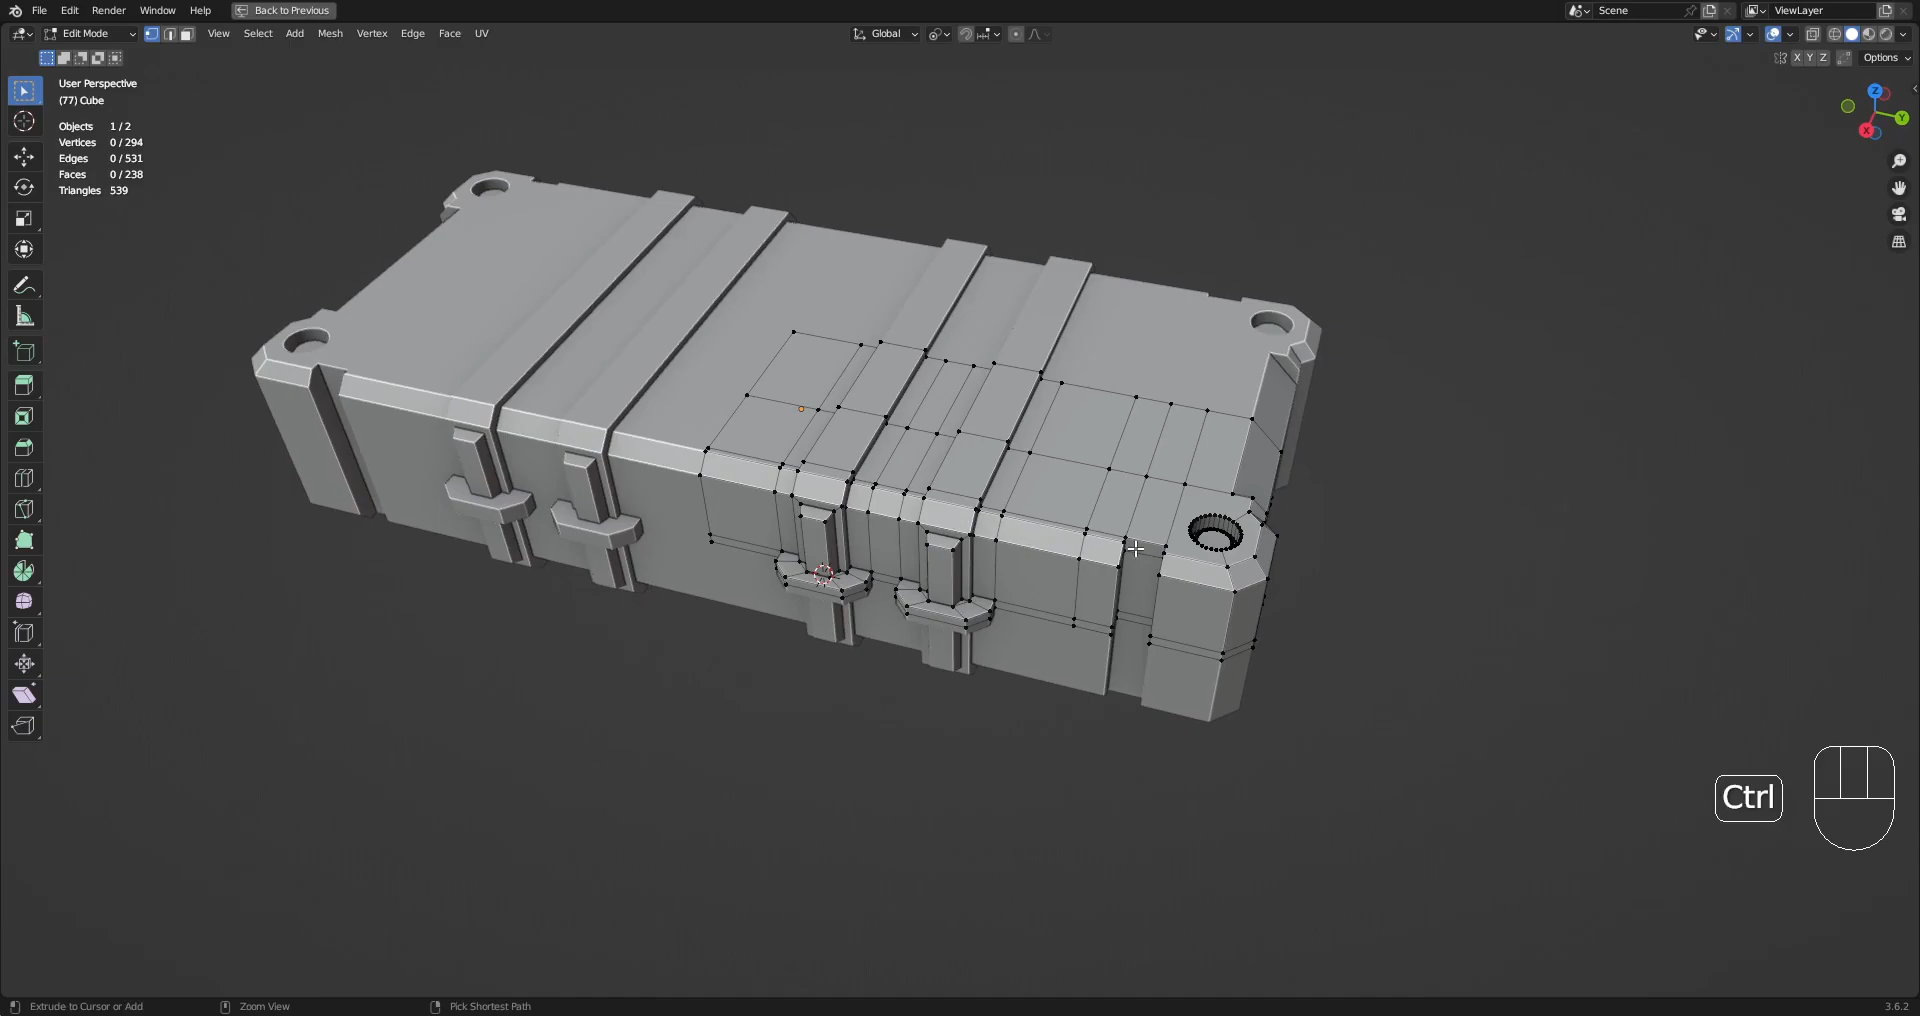 File Edit Render Window Help Back to Previous Scene ViewLayer
Edit Mode View Select Add Mesh Vertex Edge Face UV Global
X Y Z Options
User Perspective
(77) Cube
Objects 1 / 2
Vertices 0 / 294
Edges 0 / 531
Faces 0 / 238
Triangles 539
Z
Y
X
Ctrl
Extrude to Cursor or Add Zoom View Pick Shortest Path 3.6.2